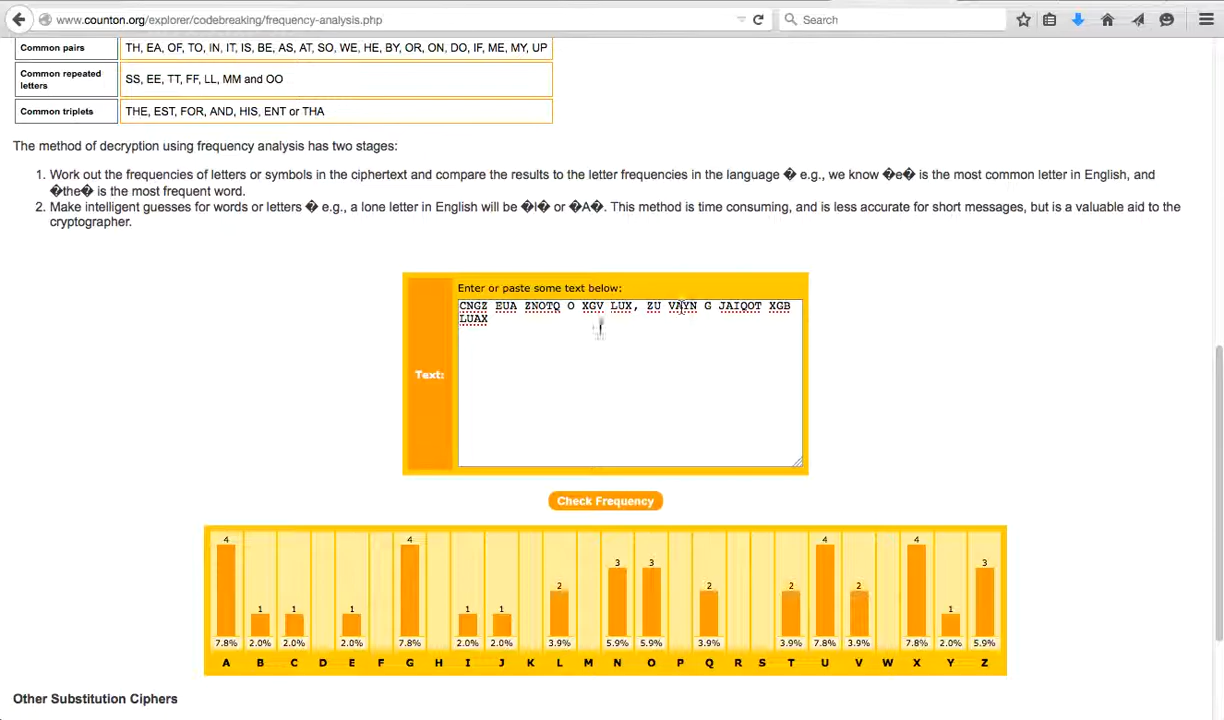 www.counton.org/explorer/codebreaking/frequency-analysis.php
Search
Common pairs TH, EA, OF, TO, IN, IT, IS, BE, AS, AT, SO, WE, HE, BY, OR, ON, DO, IF, ME, MY, UP
Common repeated letters SS, EE, TT, FF, LL, MM and OO
Common triplets THE, EST, FOR, AND, HIS, ENT or THA
The method of decryption using frequency analysis has two stages:
1. Work out the frequencies of letters or symbols in the ciphertext and compare the results to the letter frequencies in the language � e.g., we know �e� is the most common letter in English, and
�the� is the most frequent word.
2. Make intelligent guesses for words or letters � e.g., a lone letter in English will be �I� or �A�. This method is time consuming, and is less accurate for short messages, but is a valuable aid to the
cryptographer.
Enter or paste some text below:
Text:
CNGZ EUA ZNOTQ O XGV LUX, ZU VAYN G JAIQOT XGB
LUAX
Check Frequency
4 1 1 1 4 1 1 2 3 3 2 2 4 2 4 1 3
7.8% 2.0% 2.0% 2.0% 7.8% 2.0% 2.0% 3.9% 5.9% 5.9% 3.9% 3.9% 7.8% 3.9% 7.8% 2.0% 5.9%
A B C D E F G H I J K L M N O P Q R S T U V W X Y Z
Other Substitution Ciphers